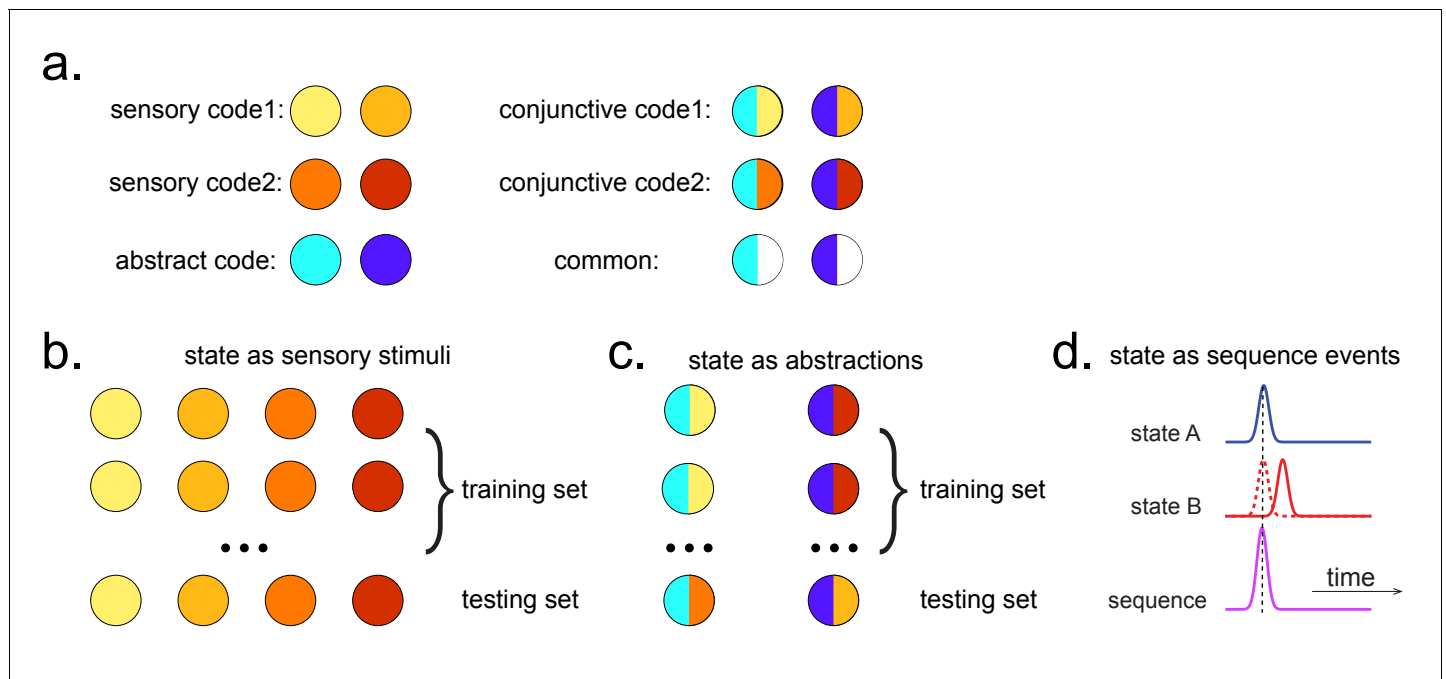 a.
sensory code1:
conjunctive code1:
sensory code2:
conjunctive code2:
abstract code:
common:
b.
state as sensory stimuli
training set
testing set
c.
state as abstractions
training set
testing set
d.
state as sequence events
state A
state B
time
sequence